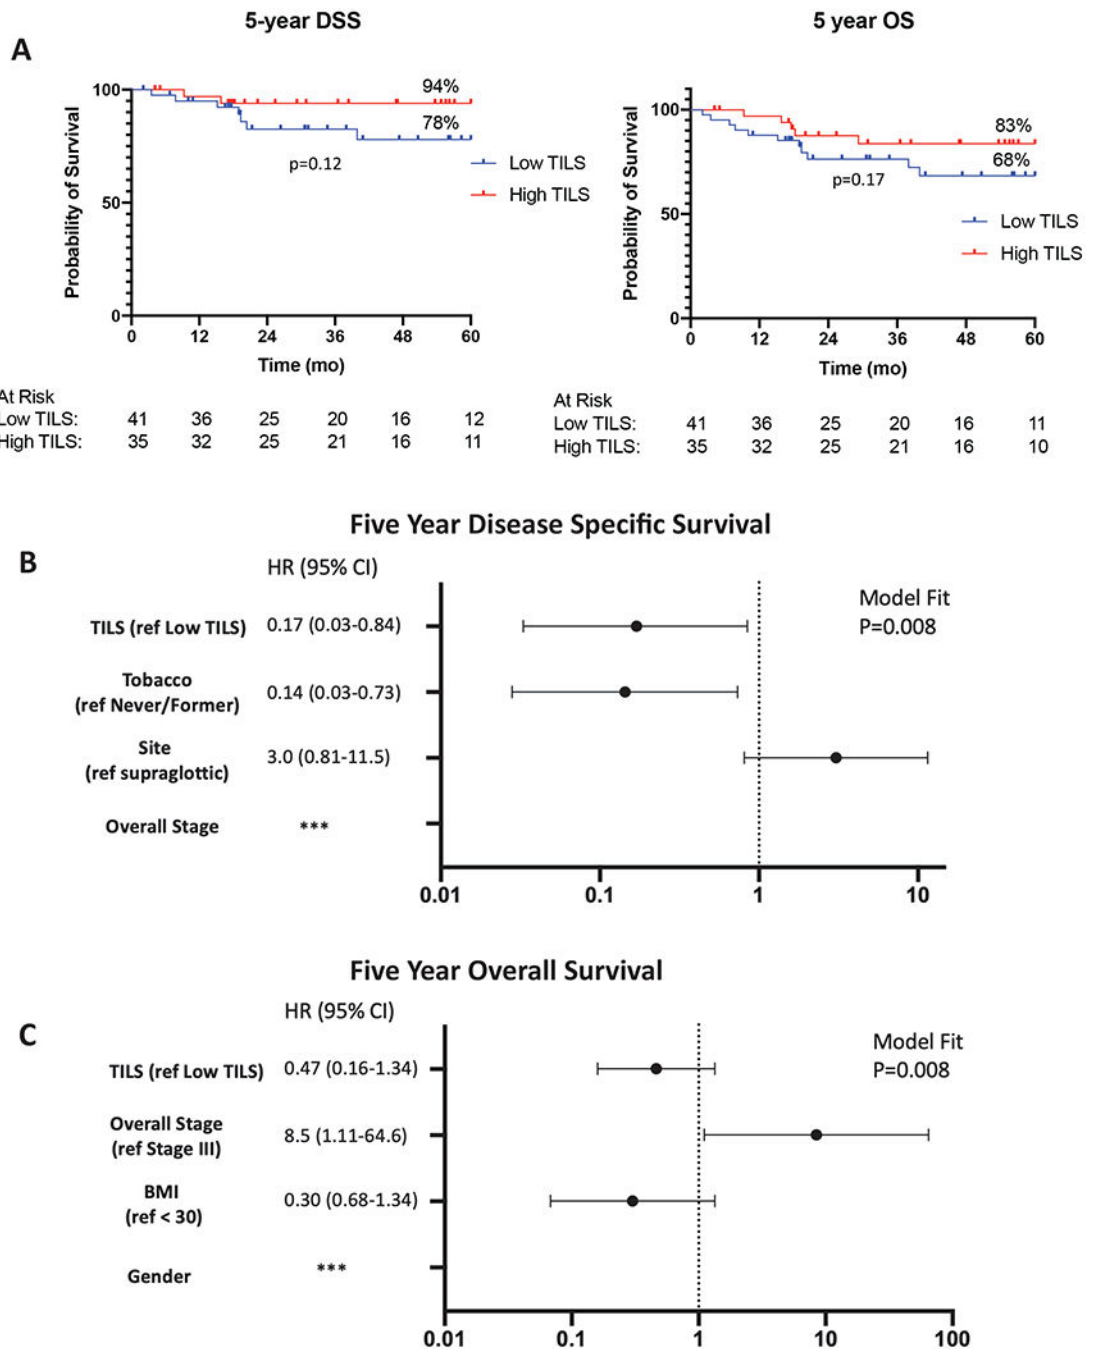 5-year DSS
5 year OS
A
Probability of Survival
100
50
0
94%
78%
p=0.12
Low TILS
High TILS
0 12 24 36 48 60
Time (mo)
At Risk
Low TILS: 41 36 25 20 16 12
High TILS: 35 32 25 21 16 11
Probability of Survival
100
50
0
83%
68%
p=0.17
Low TILS
High TILS
0 12 24 36 48 60
Time (mo)
At Risk
Low TILS: 41 36 25 20 16 11
High TILS: 35 32 25 21 16 10
Five Year Disease Specific Survival
B
HR (95% CI)
Model Fit
P=0.008
TILS (ref Low TILS) 0.17 (0.03-0.84)
Tobacco
(ref Never/Former) 0.14 (0.03-0.73)
Site
(ref supraglottic) 3.0 (0.81-11.5)
Overall Stage ***
0.01 0.1 1 10
Five Year Overall Survival
C
HR (95% CI)
Model Fit
P=0.008
TILS (ref Low TILS) 0.47 (0.16-1.34)
Overall Stage
(ref Stage III) 8.5 (1.11-64.6)
BMI
(ref < 30) 0.30 (0.68-1.34)
Gender ***
0.01 0.1 1 10 100